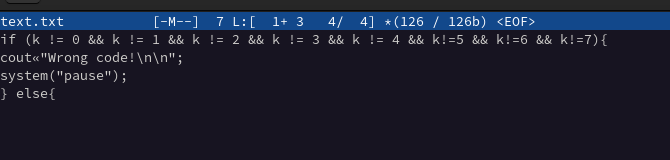 text.txt [-M--] 7 L:[ 1+ 3 4/ 4] *(126 / 126b) <EOF>
if (k != 0 && k != 1 && k != 2 && k != 3 && k != 4 && k!=5 && k!=6 && k!=7){
cout«"Wrong code!\n\n";
system("pause");
} else{